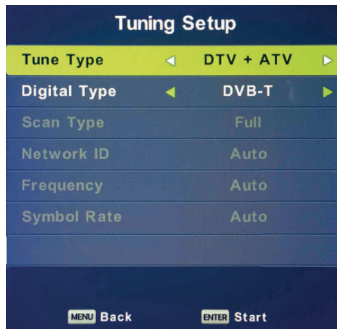 Tuning Setup
Tune Type DTV + ATV
Digital Type DVB-T
Scan Type Full
Network ID Auto
Frequency Auto
Symbol Rate Auto
MENU Back ENTER Start